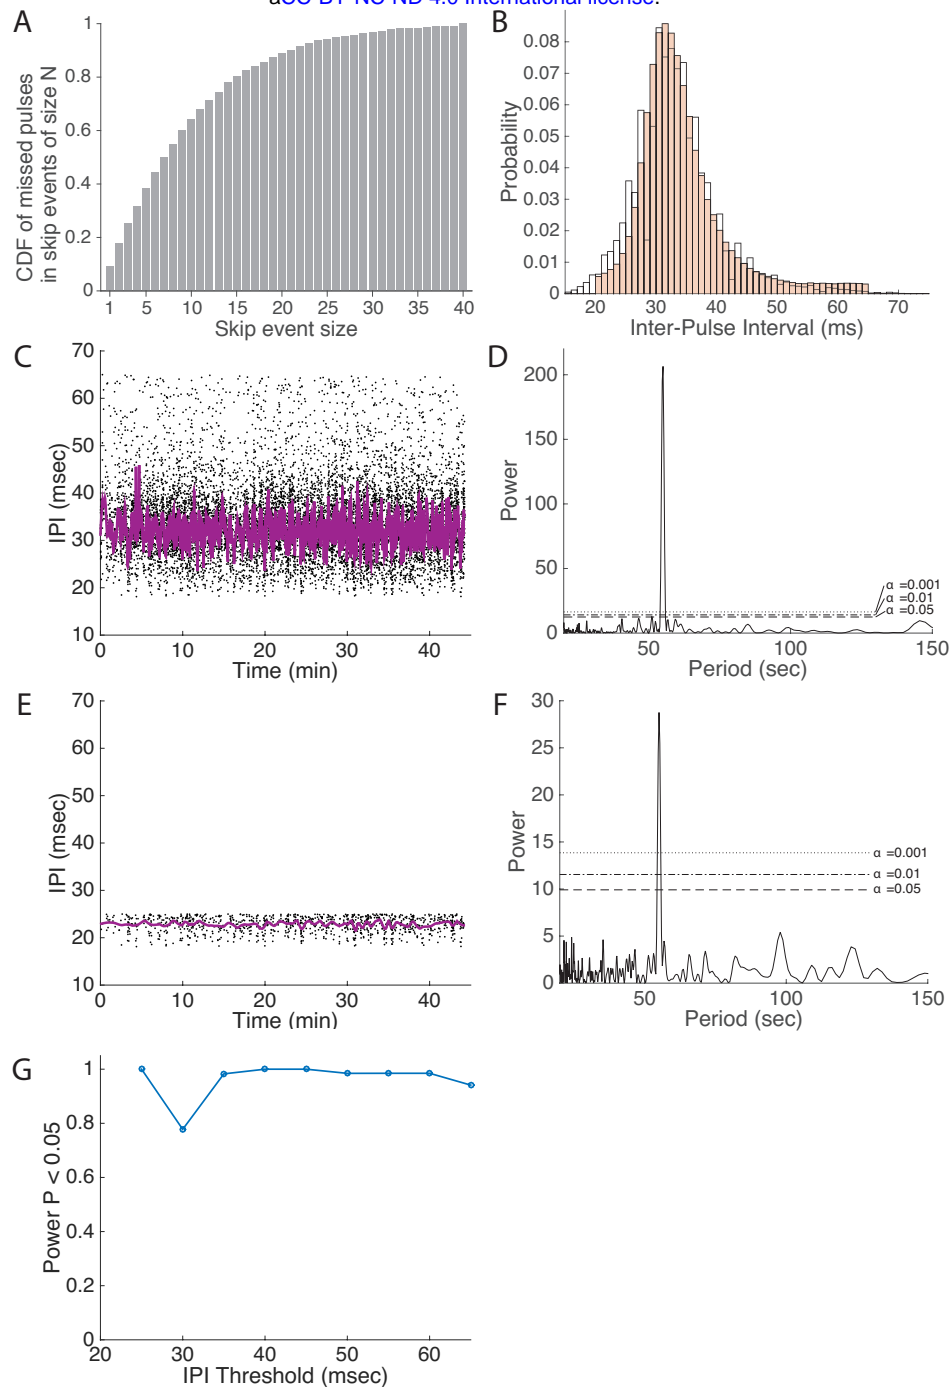 aCC-BY-NC-ND 4.0 International license.
A
CDF of missed pulses
in skip events of size N
1
0.8
0.6
0.4
0.2
0
1 5 10 15 20 25 30 35 40
Skip event size
B
Probability
0.08
0.07
0.06
0.05
0.04
0.03
0.02
0.01
0
20 30 40 50 60 70
Inter-Pulse Interval (ms)
C
IPI (msec)
70
60
50
40
30
20
10
0 10 20 30 40
Time (min)
D
Power
200
150
100
50
0
α =0.001
α =0.01
α =0.05
50 100 150
Period (sec)
E
IPI (msec)
70
60
50
40
30
20
10
0 10 20 30 40
Time (min)
F
Power
30
25
20
15
10
5
0
α =0.001
α =0.01
α =0.05
50 100 150
Period (sec)
G
Power P < 0.05
1
0.8
0.6
0.4
0.2
0
20 30 40 50 60
IPI Threshold (msec)